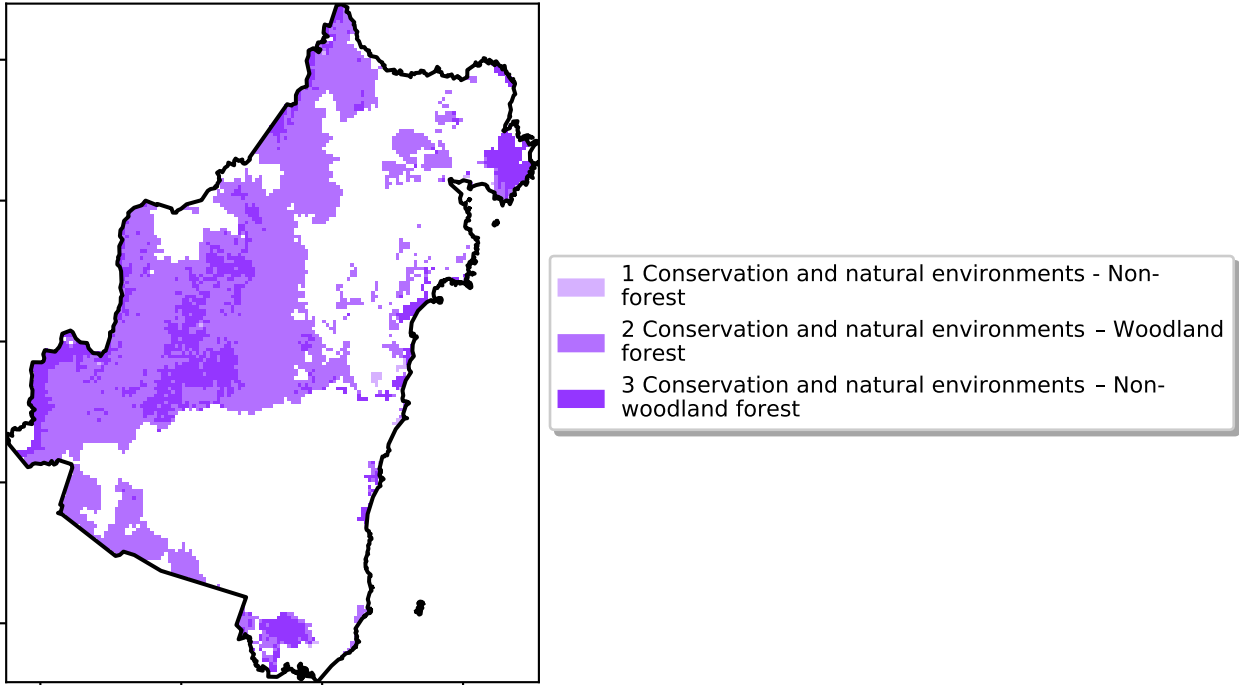 1 Conservation and natural environments - Non-
forest
2 Conservation and natural environments – Woodland
forest
3 Conservation and natural environments – Non-
woodland forest